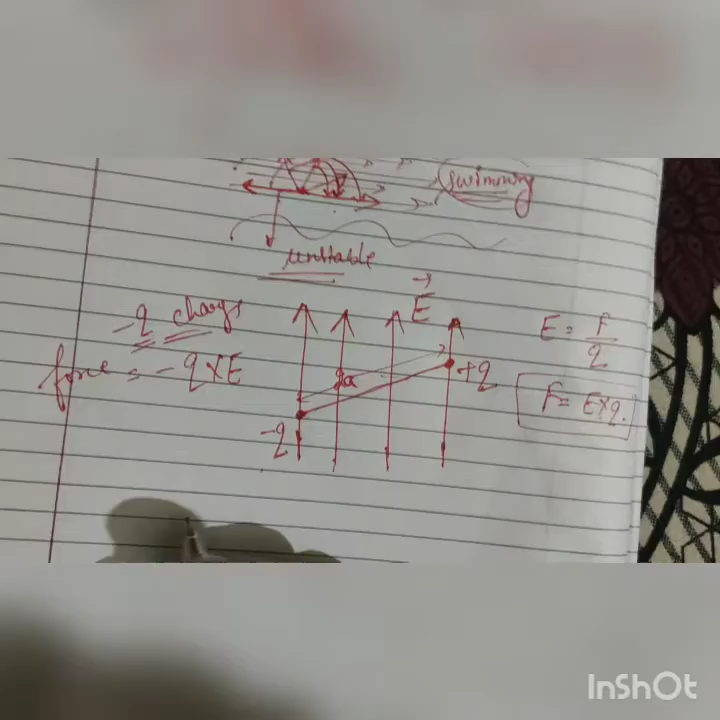 swimming
unstable
E⃗
-q charge
force = -q×E
2a
+q
-q
E = F/q
F = E×q.
InShOt